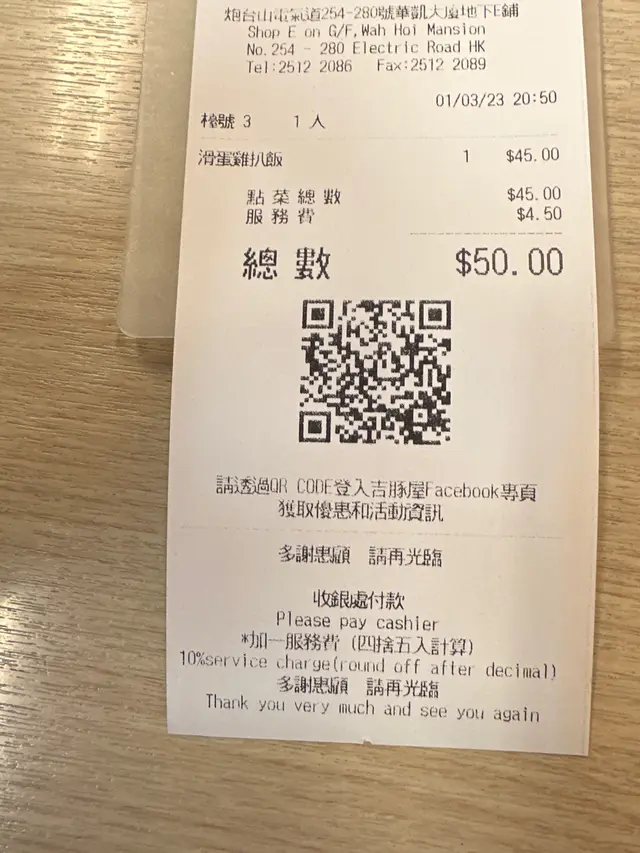 炮台山電氣道254-280號華凱大廈地下E舖
Shop E on G/F,Wah Hoi Mansion
No.254 - 280 Electric Road HK
Tel:2512 2086 Fax:2512 2089
01/03/23 20:50
枱號 3 1 人
滑蛋雞扒飯 1 $45.00
點菜總數 $45.00
服務費 $4.50
總數 $50.00
請透過QR CODE登入吉豚屋Facebook專頁
獲取優惠和活動資訊
多謝惠顧 請再光臨
收銀處付款
Please pay cashier
*加一服務費 (四捨五入計算)
10%service charge(round off after decimal)
多謝惠顧 請再光臨
Thank you very much and see you again